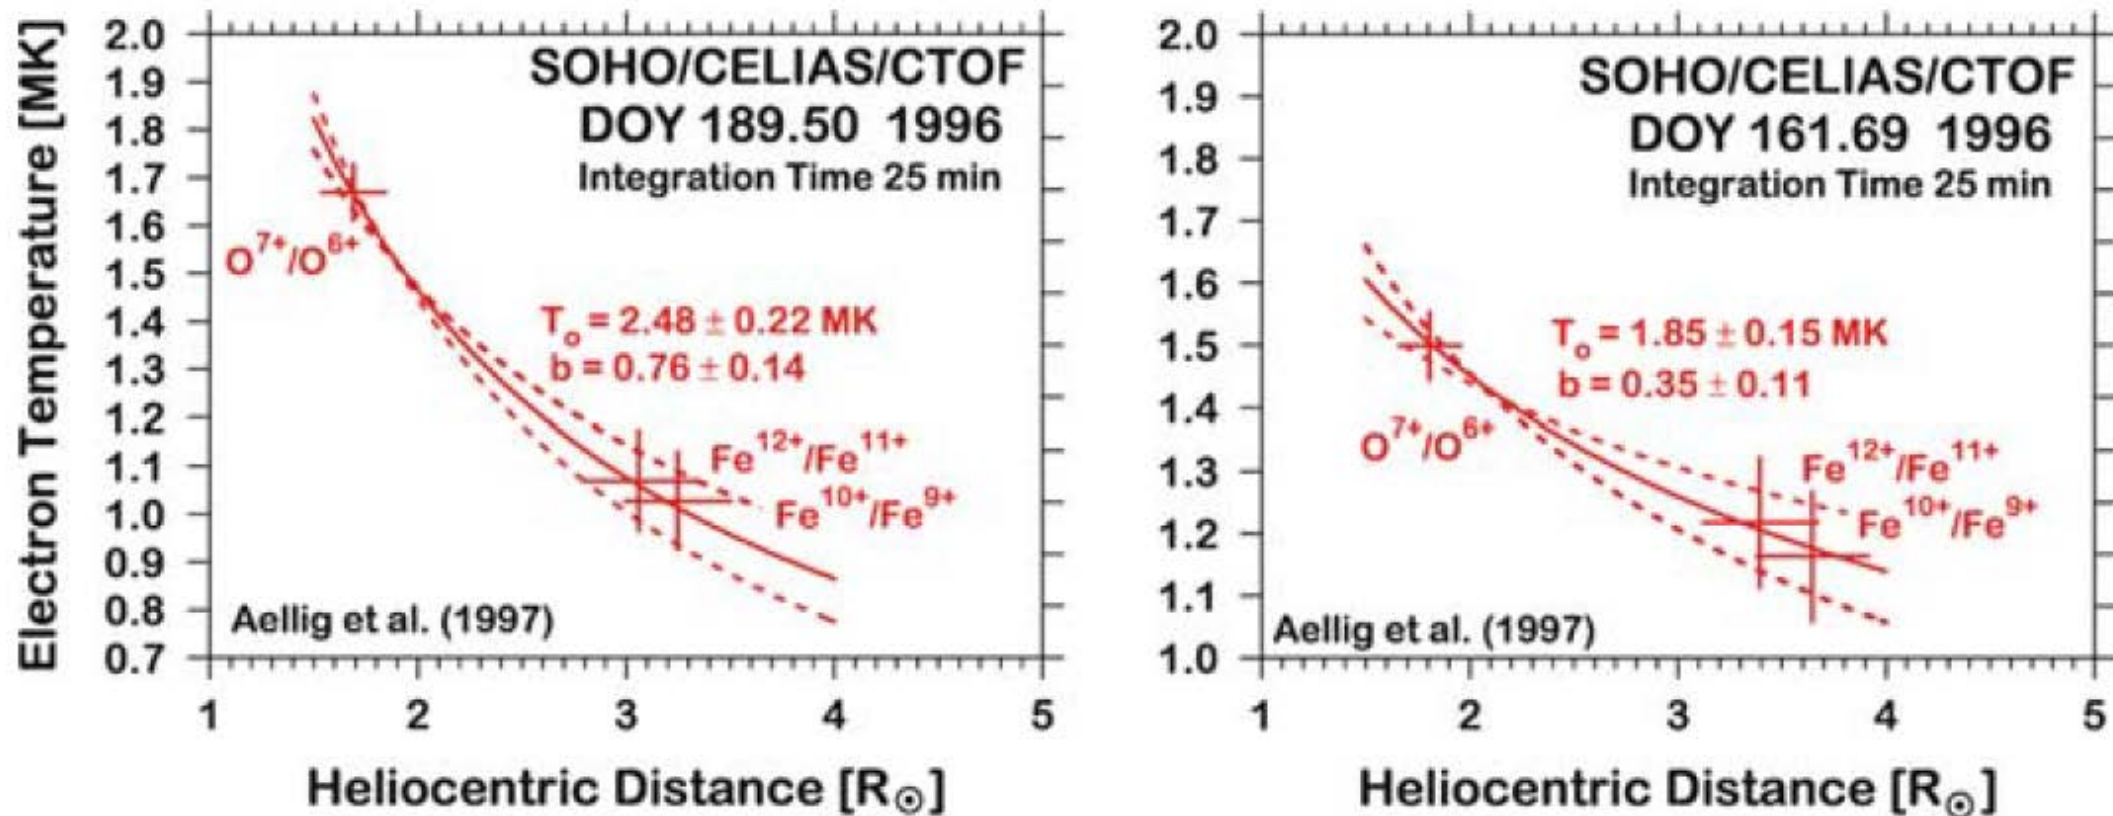 Electron Temperature [MK]
2.0
1.9
1.8
1.7
1.6
1.5
1.4
1.3
1.2
1.1
1.0
0.9
0.8
0.7
SOHO/CELIAS/CTOF
DOY 189.50 1996
Integration Time 25 min
O7+/O6+
To = 2.48 ± 0.22 MK
b = 0.76 ± 0.14
Fe12+/Fe11+
Fe10+/Fe9+
Aellig et al. (1997)
1 2 3 4 5
Heliocentric Distance [R☉]
2.0
1.9
1.8
1.7
1.6
1.5
1.4
1.3
1.2
1.1
1.0
SOHO/CELIAS/CTOF
DOY 161.69 1996
Integration Time 25 min
To = 1.85 ± 0.15 MK
b = 0.35 ± 0.11
O7+/O6+
Fe12+/Fe11+
Fe10+/Fe9+
Aellig et al. (1997)
1 2 3 4 5
Heliocentric Distance [R☉]